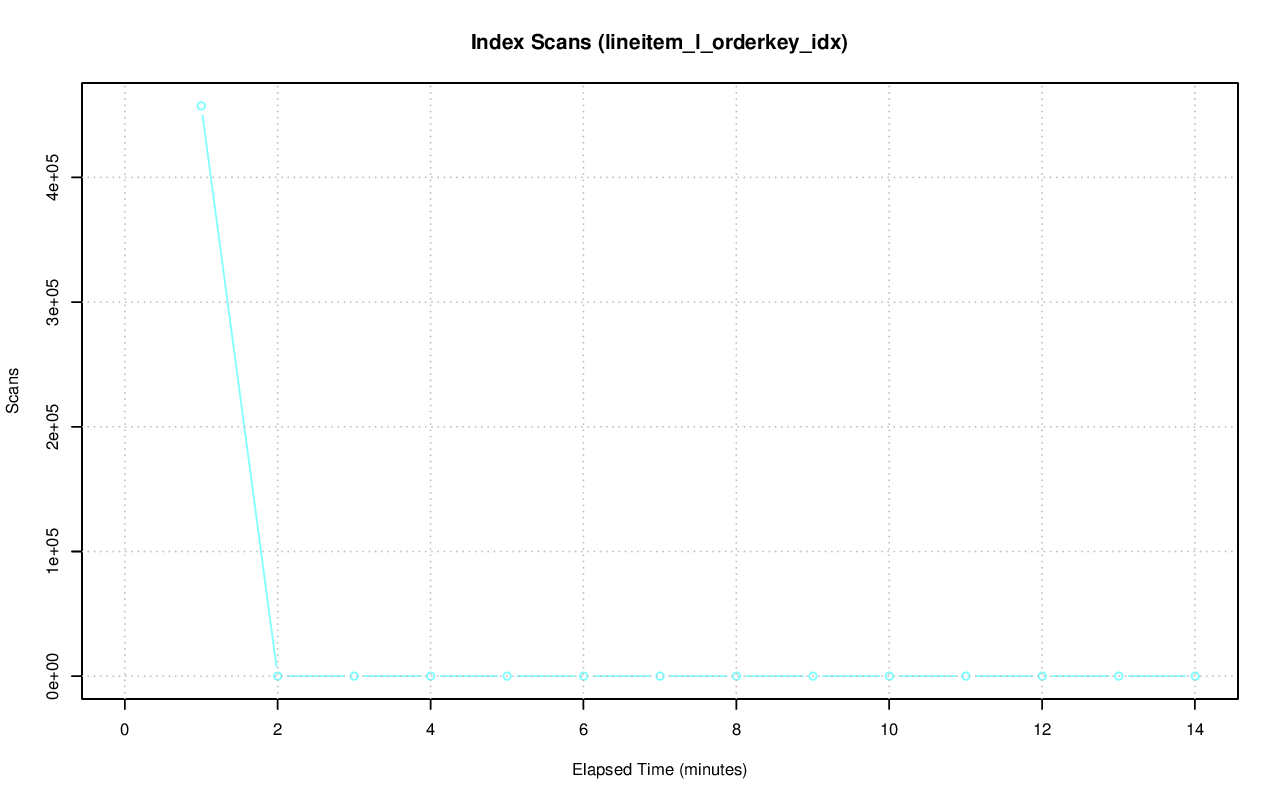 Index Scans (lineitem_l_orderkey_idx)
Scans
4e+05
3e+05
2e+05
1e+05
0e+00
0 2 4 6 8 10 12 14
Elapsed Time (minutes)